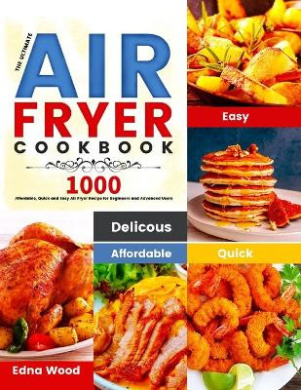 THE ULTIMATE
AIR
FRYER
COOKBOOK
1000
Affordable, Quick and Easy Air Fryer Recipe for Beginners and Advanced Users
Easy
Delicous
Affordable
Quick
Edna Wood